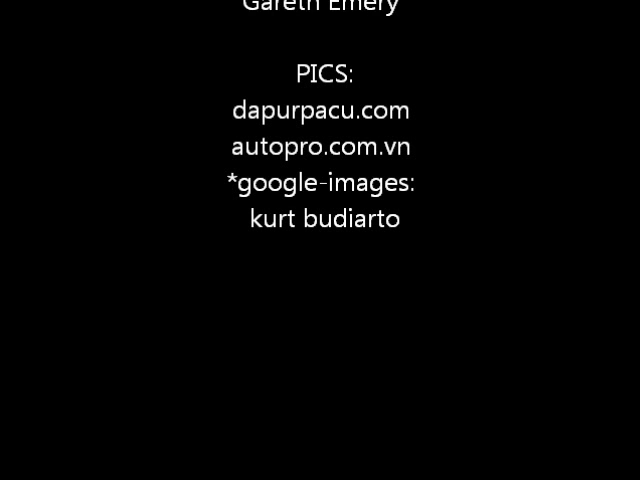 Gareth Emery
PICS:
dapurpacu.com
autopro.com.vn
*google-images:
kurt budiarto